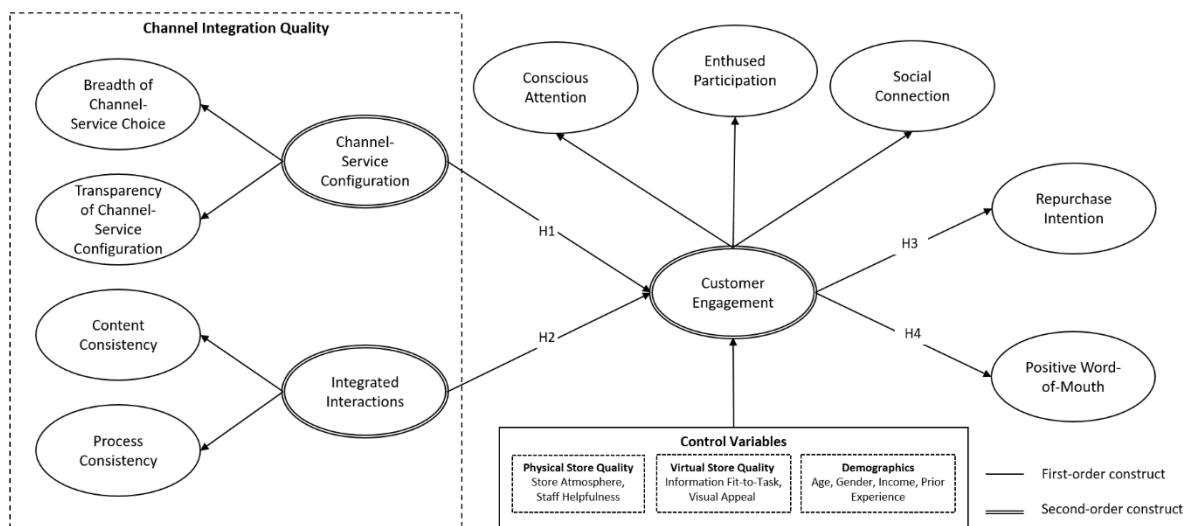 Channel Integration Quality
Breadth of
Channel-
Service Choice
Transparency
of Channel-
Service
Configuration
Channel-
Service
Configuration
Content
Consistency
Process
Consistency
Integrated
Interactions
H1
H2
Conscious
Attention
Enthused
Participation
Social
Connection
Customer
Engagement
H3
H4
Repurchase
Intention
Positive Word-
of-Mouth
Control Variables
Physical Store Quality
Store Atmosphere,
Staff Helpfulness
Virtual Store Quality
Information Fit-to-Task,
Visual Appeal
Demographics
Age, Gender, Income, Prior
Experience
First-order construct
Second-order construct